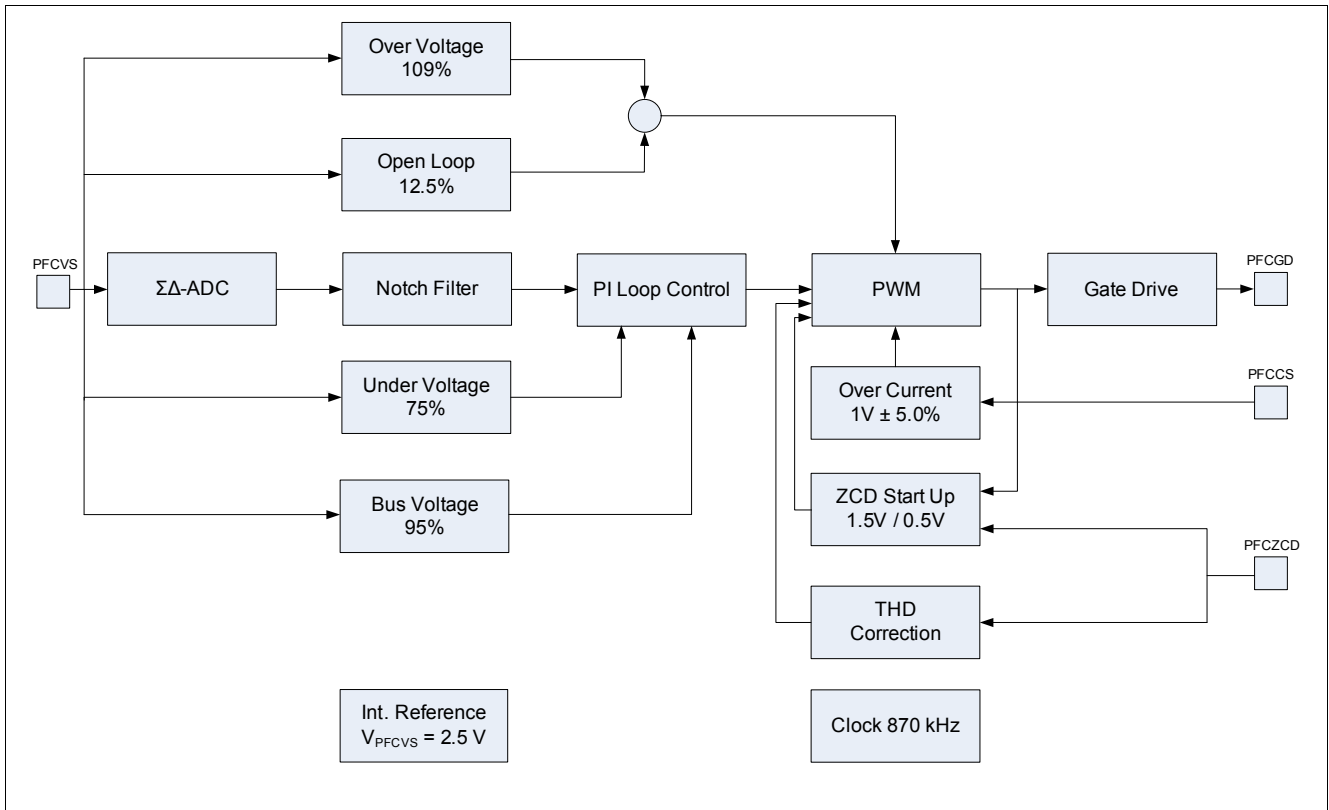 Over Voltage
109%
Open Loop
12.5%
PFCVS
ΣΔ-ADC
Notch Filter
PI Loop Control
PWM
Gate Drive
PFCGD
Under Voltage
75%
Over Current
1V ± 5.0%
PFCCS
Bus Voltage
95%
ZCD Start Up
1.5V / 0.5V
PFCZCD
THD
Correction
Int. Reference
VPFCVS = 2.5 V
Clock 870 kHz